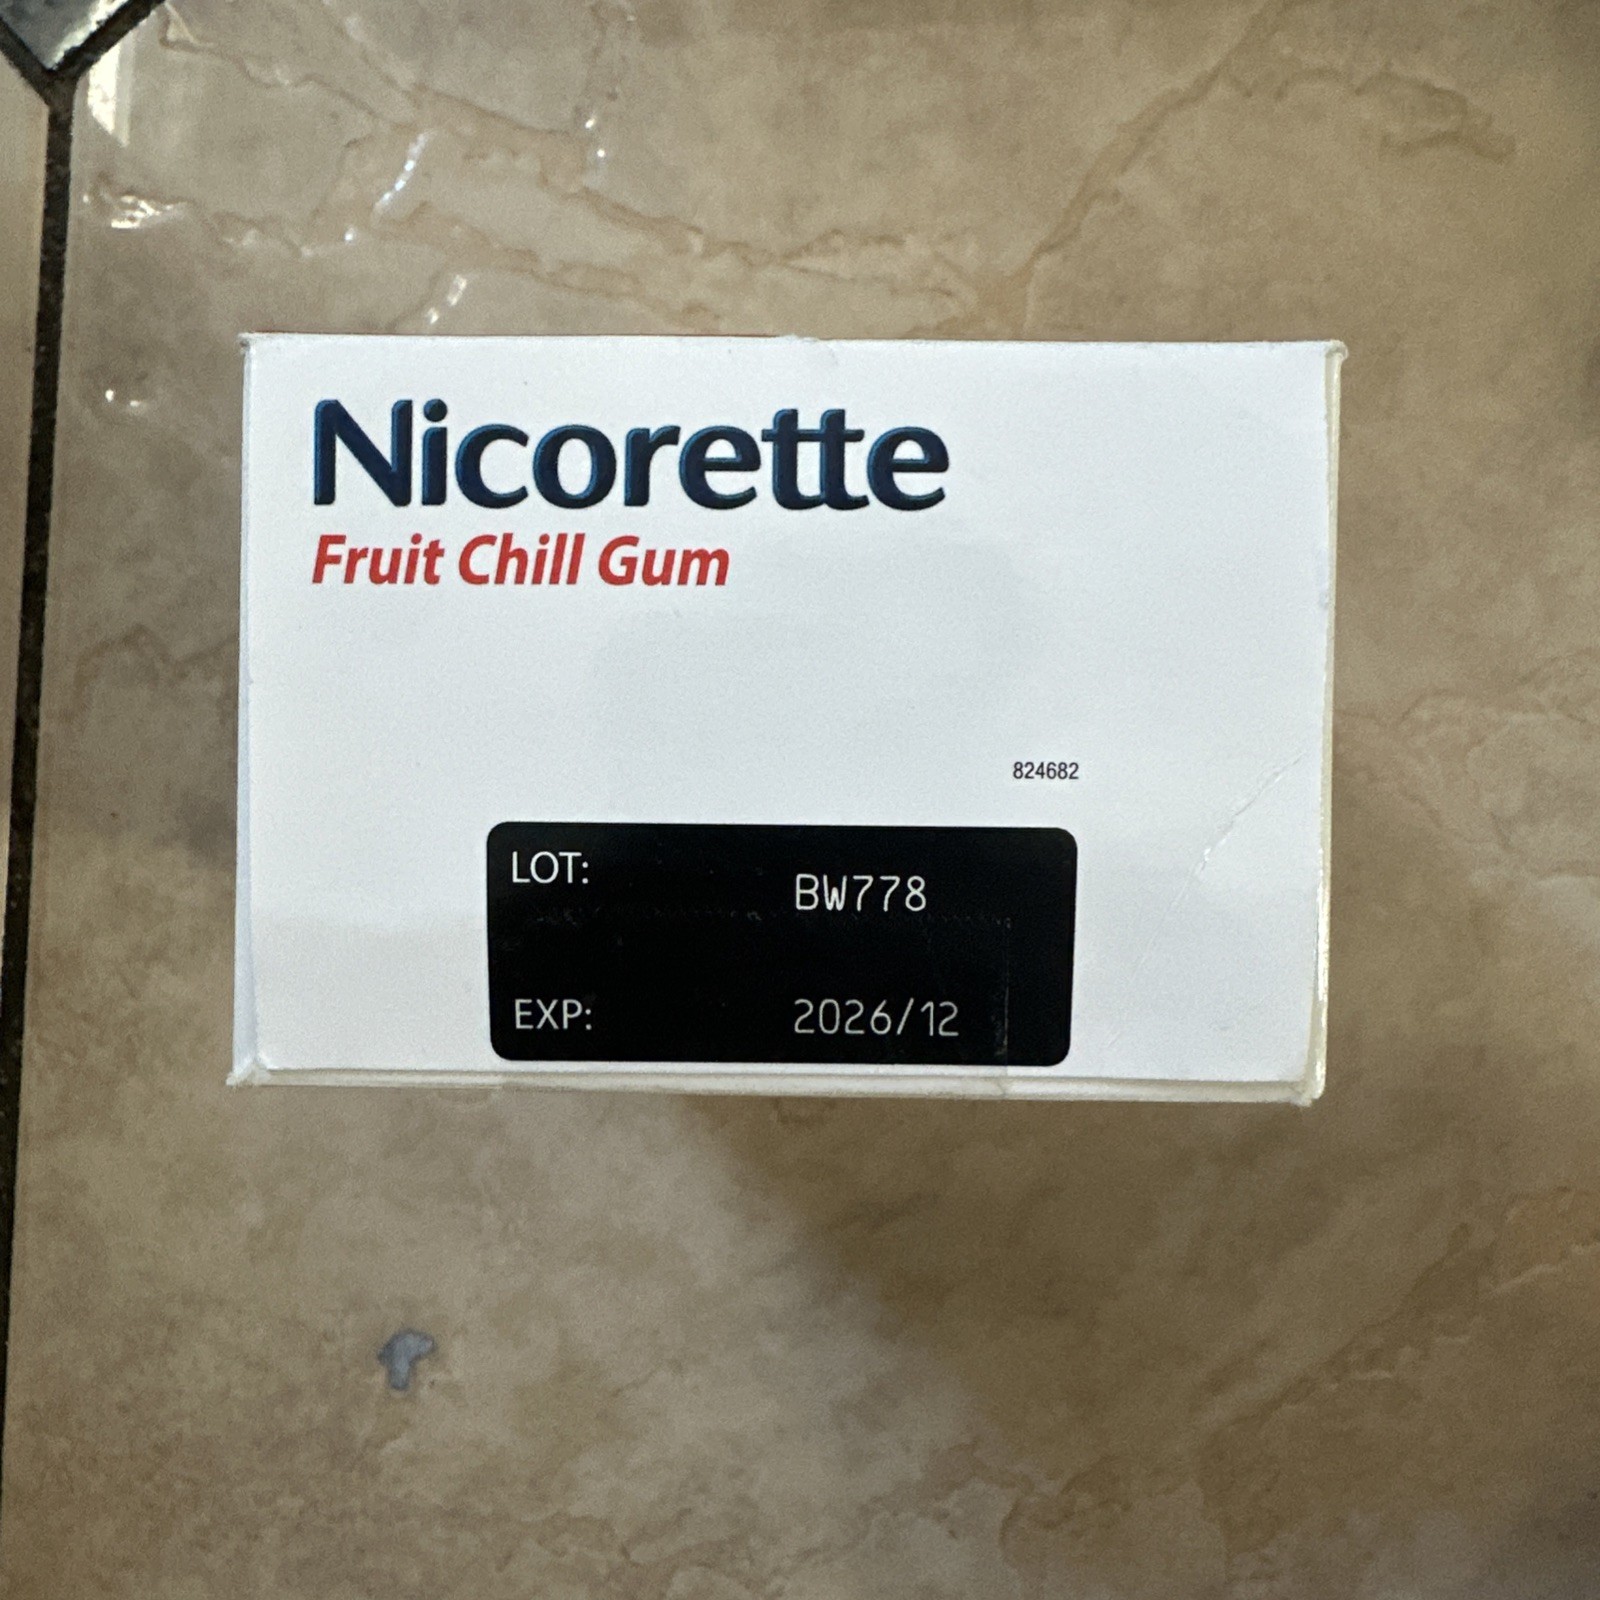 Nicorette
Fruit Chill Gum
824682
LOT: BW778
EXP: 2026/12